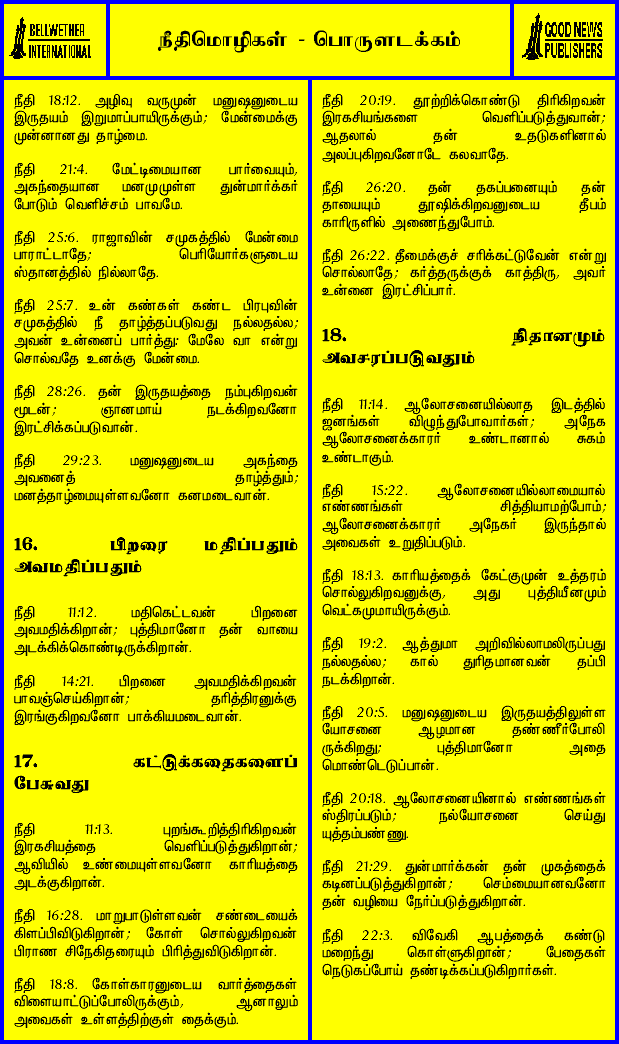 BELLWETHER
INTERNATIONAL
நீதிமொழிகள் - பொருளடக்கம்
GOOD NEWS
PUBLISHERS
நீதி 18:12. அழிவு வருமுன் மனுஷனுடைய
இருதயம் இறுமாப்பாயிருக்கும்; மேன்மைக்கு
முன்னானது தாழ்மை.
நீதி 21:4. மேட்டிமையான பார்வையும்,
அகந்தையான மனமுமுள்ள துன்மார்க்கர்
போடும் வெளிச்சம் பாவமே.
நீதி 25:6. ராஜாவின் சமுகத்தில் மேன்மை
பாராட்டாதே; பெரியோர்களுடைய
ஸ்தானத்தில் நில்லாதே.
நீதி 25:7. உன் கண்கள் கண்ட பிரபுவின்
சமுகத்தில் நீ தாழ்த்தப்படுவது நல்லதல்ல;
அவன் உன்னைப் பார்த்து: மேலே வா என்று
சொல்வதே உனக்கு மேன்மை.
நீதி 28:26. தன் இருதயத்தை நம்புகிறவன்
மூடன்; ஞானமாய் நடக்கிறவனோ
இரட்சிக்கப்படுவான்.
நீதி 29:23. மனுஷனுடைய அகந்தை
அவனைத் தாழ்த்தும்;
மனத்தாழ்மையுள்ளவனோ கனமடைவான்.
16. பிறரை மதிப்பதும்
அவமதிப்பதும்
நீதி 11:12. மதிகெட்டவன் பிறனை
அவமதிக்கிறான்; புத்திமானோ தன் வாயை
அடக்கிக்கொண்டிருக்கிறான்.
நீதி 14:21. பிறனை அவமதிக்கிறவன்
பாவஞ்செய்கிறான்; தரித்திரனுக்கு
இரங்குகிறவனோ பாக்கியமடைவான்.
17. கட்டுக்கதைகளைப்
பேசுவது
நீதி 11:13. புறங்கூறித்திரிகிறவன்
இரகசியத்தை வெளிப்படுத்துகிறான்;
ஆவியில் உண்மையுள்ளவனோ காரியத்தை
அடக்குகிறான்.
நீதி 16:28. மாறுபாடுள்ளவன் சண்டையைக்
கிளப்பிவிடுகிறான்; கோள் சொல்லுகிறவன்
பிராண சிநேகிதரையும் பிரித்துவிடுகிறான்.
நீதி 18:8. கோள்காரனுடைய வார்த்தைகள்
விளையாட்டுப்போலிருக்கும், ஆனாலும்
அவைகள் உள்ளத்திற்குள் தைக்கும்.
நீதி 20:19. தூற்றிக்கொண்டு திரிகிறவன்
இரகசியங்களை வெளிப்படுத்துவான்;
ஆதலால் தன் உதடுகளினால்
அலப்புகிறவனோடே கலவாதே.
நீதி 26:20. தன் தகப்பனையும் தன்
தாயையும் தூஷிக்கிறவனுடைய தீபம்
காரிருளில் அணைந்துபோம்.
நீதி 26:22. தீமைக்குச் சரிக்கட்டுவேன் என்று
சொல்லாதே; கர்த்தருக்குக் காத்திரு, அவர்
உன்னை இரட்சிப்பார்.
18. நிதானமும்
அவசரப்படுவதும்
நீதி 11:14. ஆலோசனையில்லாத இடத்தில்
ஜனங்கள் விழுந்துபோவார்கள்; அநேக
ஆலோசனைக்காரர் உண்டானால் சுகம்
உண்டாகும்.
நீதி 15:22. ஆலோசனையில்லாமையால்
எண்ணங்கள் சித்தியாமற்போம்;
ஆலோசனைக்காரர் அநேகர் இருந்தால்
அவைகள் உறுதிப்படும்.
நீதி 18:13. காரியத்தைக் கேட்குமுன் உத்தரம்
சொல்லுகிறவனுக்கு, அது புத்தியீனமும்
வெட்கமுமாயிருக்கும்.
நீதி 19:2. ஆத்துமா அறிவில்லாமலிருப்பது
நல்லதல்ல; கால் துரிதமானவன் தப்பி
நடக்கிறான்.
நீதி 20:5. மனுஷனுடைய இருதயத்திலுள்ள
யோசனை ஆழமான தண்ணீர்போலி
ருக்கிறது; புத்திமானோ அதை
மொண்டெடுப்பான்.
நீதி 20:18. ஆலோசனையினால் எண்ணங்கள்
ஸ்திரப்படும்; நல்யோசனை செய்து
யுத்தம்பண்ணு.
நீதி 21:29. துன்மார்க்கன் தன் முகத்தைக்
கடினப்படுத்துகிறான்; செம்மையானவனோ
தன் வழியை நேர்ப்படுத்துகிறான்.
நீதி 22:3. விவேகி ஆபத்தைக் கண்டு
மறைந்து கொள்ளுகிறான்; பேதைகள்
நெடுகப்போய் தண்டிக்கப்படுகிறார்கள்.